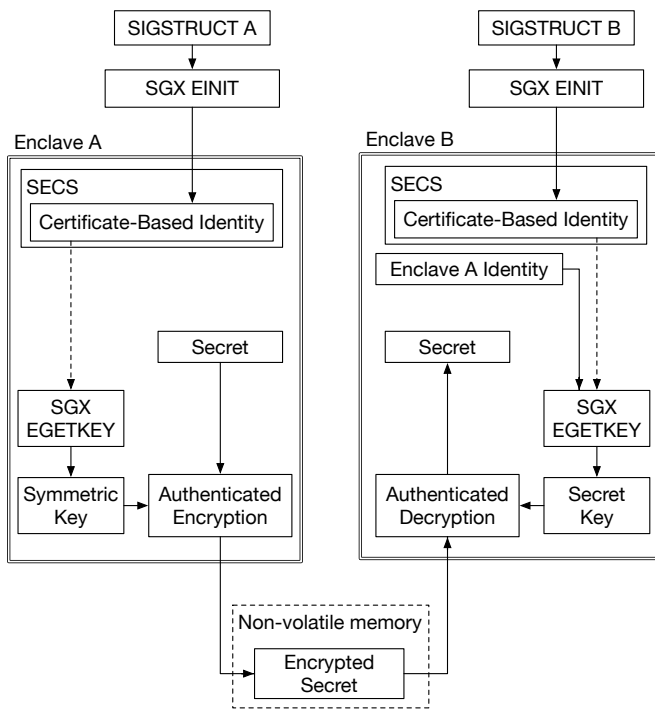 SIGSTRUCT A
SGX EINIT
Enclave A
SECS
Certificate-Based Identity
Secret
SGX
EGETKEY
Symmetric
Key
Authenticated
Encryption
SIGSTRUCT B
SGX EINIT
Enclave B
SECS
Certificate-Based Identity
Enclave A Identity
Secret
SGX
EGETKEY
Authenticated
Decryption
Secret
Key
Non-volatile memory
Encrypted
Secret